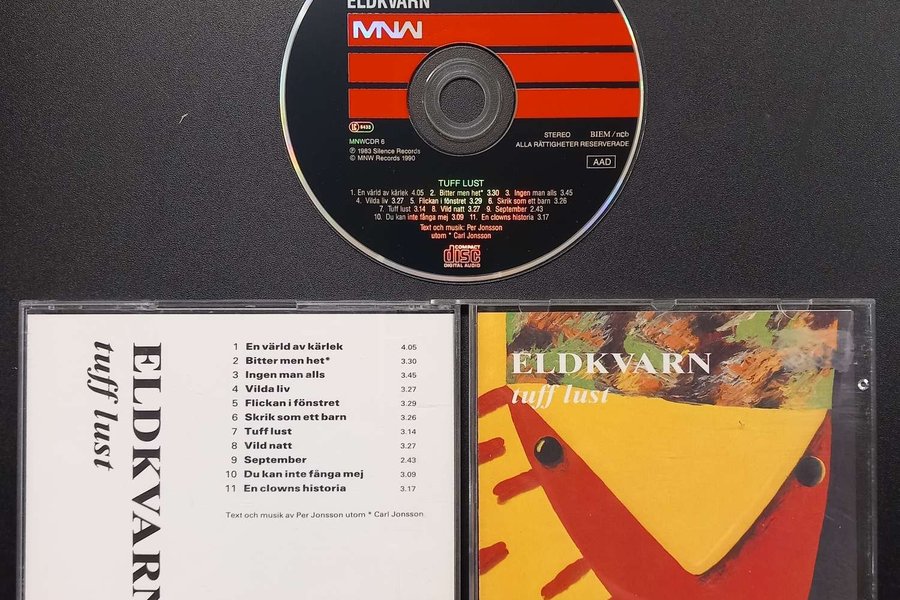 ELDKVARN
MNW
LC 8435
MNWCDR 6
℗ 1983 Silence Records
© MNW Records 1990
STEREO BIEM/ncb
ALLA RÄTTIGHETER RESERVERADE
AAD
TUFF LUST
1. En värld av kärlek 4.05 2. Bitter men het* 3.30 3. Ingen man alls 3.45
4. Vilda liv 3.27 5. Flickan i fönstret 3.29 6. Skrik som ett barn 3.26
7. Tuff lust 3.14 8. Vild natt 3.27 9. September 2.43
10. Du kan inte fånga mej 3.09 11. En clowns historia 3.17
Text och musik: Per Jonsson
utom * Carl Jonsson
COMPACT
disc
DIGITAL AUDIO
ELDKVARN
tuff lust
1 En värld av kärlek 4.05
2 Bitter men het* 3.30
3 Ingen man alls 3.45
4 Vilda liv 3.27
5 Flickan i fönstret 3.29
6 Skrik som ett barn 3.26
7 Tuff lust 3.14
8 Vild natt 3.27
9 September 2.43
10 Du kan inte fånga mej 3.09
11 En clowns historia 3.17
Text och musik av Per Jonsson utom * Carl Jonsson
ELDKVARN
tuff lust